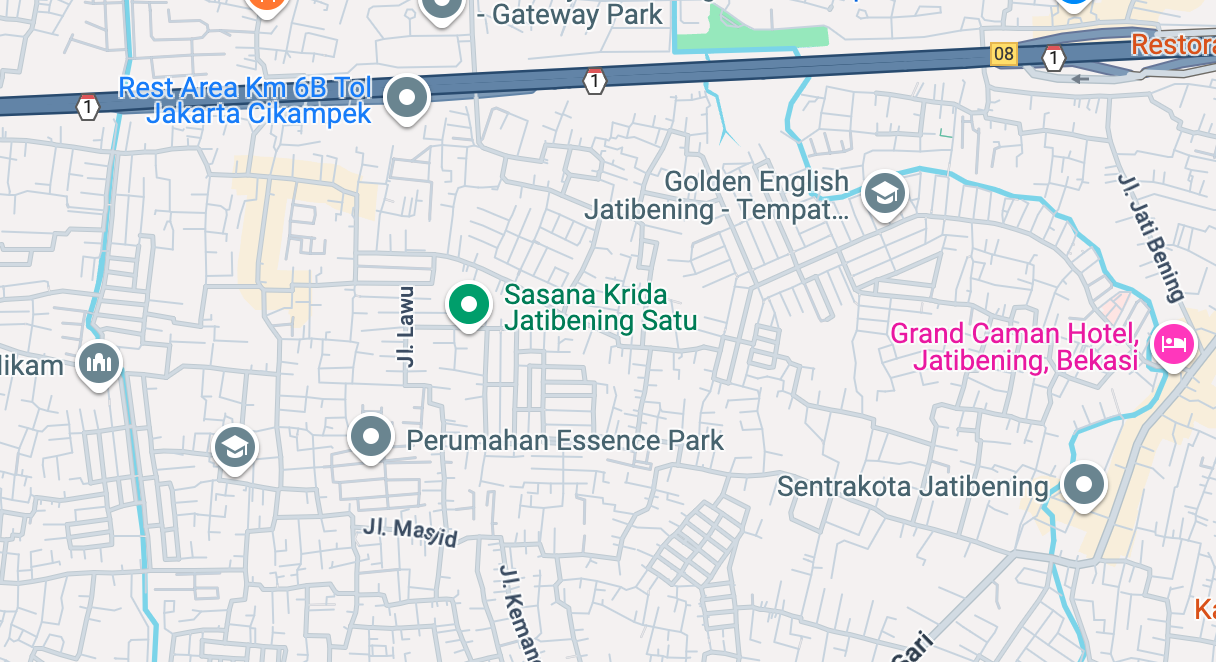 - Gateway Park
08
1
Restora
Rest Area Km 6B Tol
Jakarta Cikampek
1
1
Golden English
Jatibening - Tempat...
Jl. Jati Bening
Sasana Krida
Jatibening Satu
Jl. Lawu
Grand Caman Hotel,
Jatibening, Bekasi
likam
Perumahan Essence Park
Sentrakota Jatibening
Jl. Masjid
Jl. Kemang
Ka
Sari